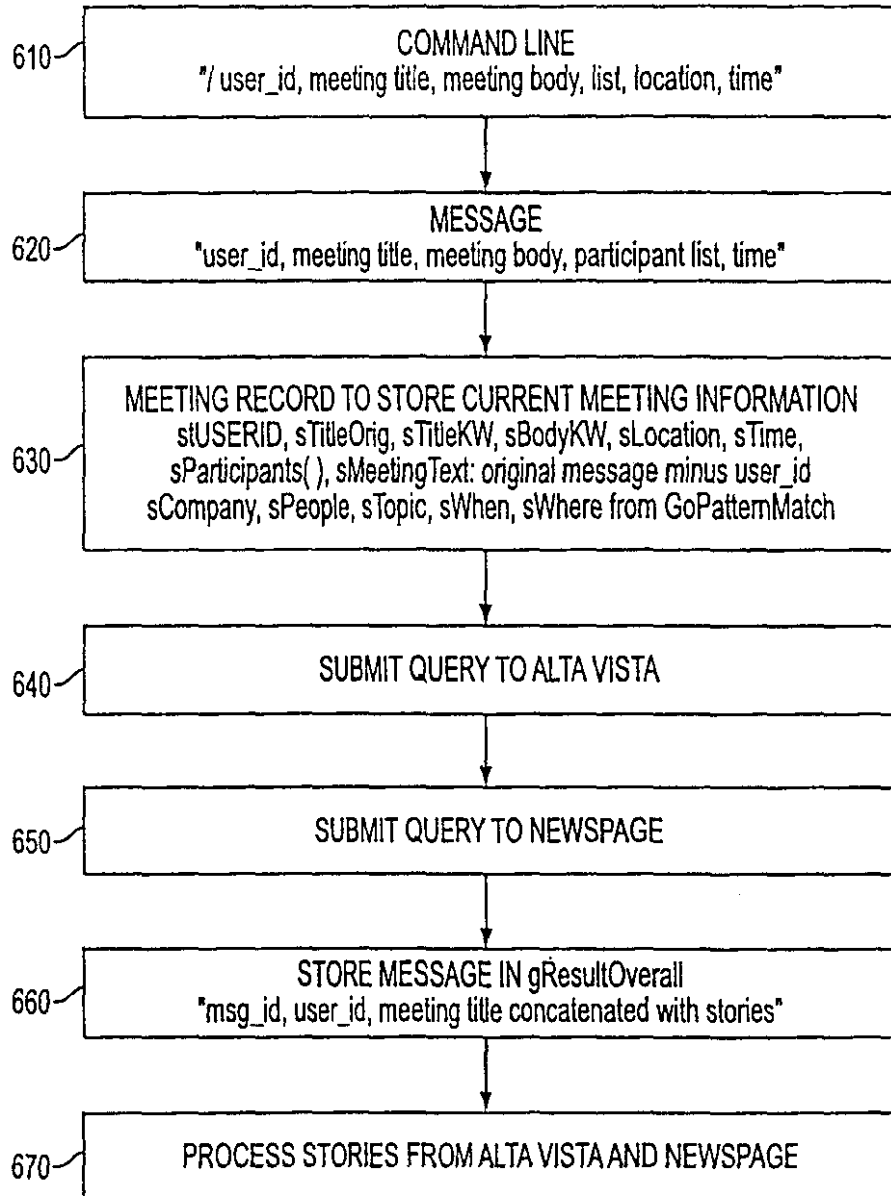 610
COMMAND LINE
"/ user_id, meeting title, meeting body, list, location, time"
620
MESSAGE
"user_id, meeting title, meeting body, participant list, time"
630
MEETING RECORD TO STORE CURRENT MEETING INFORMATION
stUSERID, sTitleOrig, sTitleKW, sBodyKW, sLocation, sTime,
sParticipants( ), sMeetingText: original message minus user_id
sCompany, sPeople, sTopic, sWhen, sWhere from GoPatternMatch
640
SUBMIT QUERY TO ALTA VISTA
650
SUBMIT QUERY TO NEWSPAGE
660
STORE MESSAGE IN gResultOverall
"msg_id, user_id, meeting title concatenated with stories"
670
PROCESS STORIES FROM ALTA VISTA AND NEWSPAGE